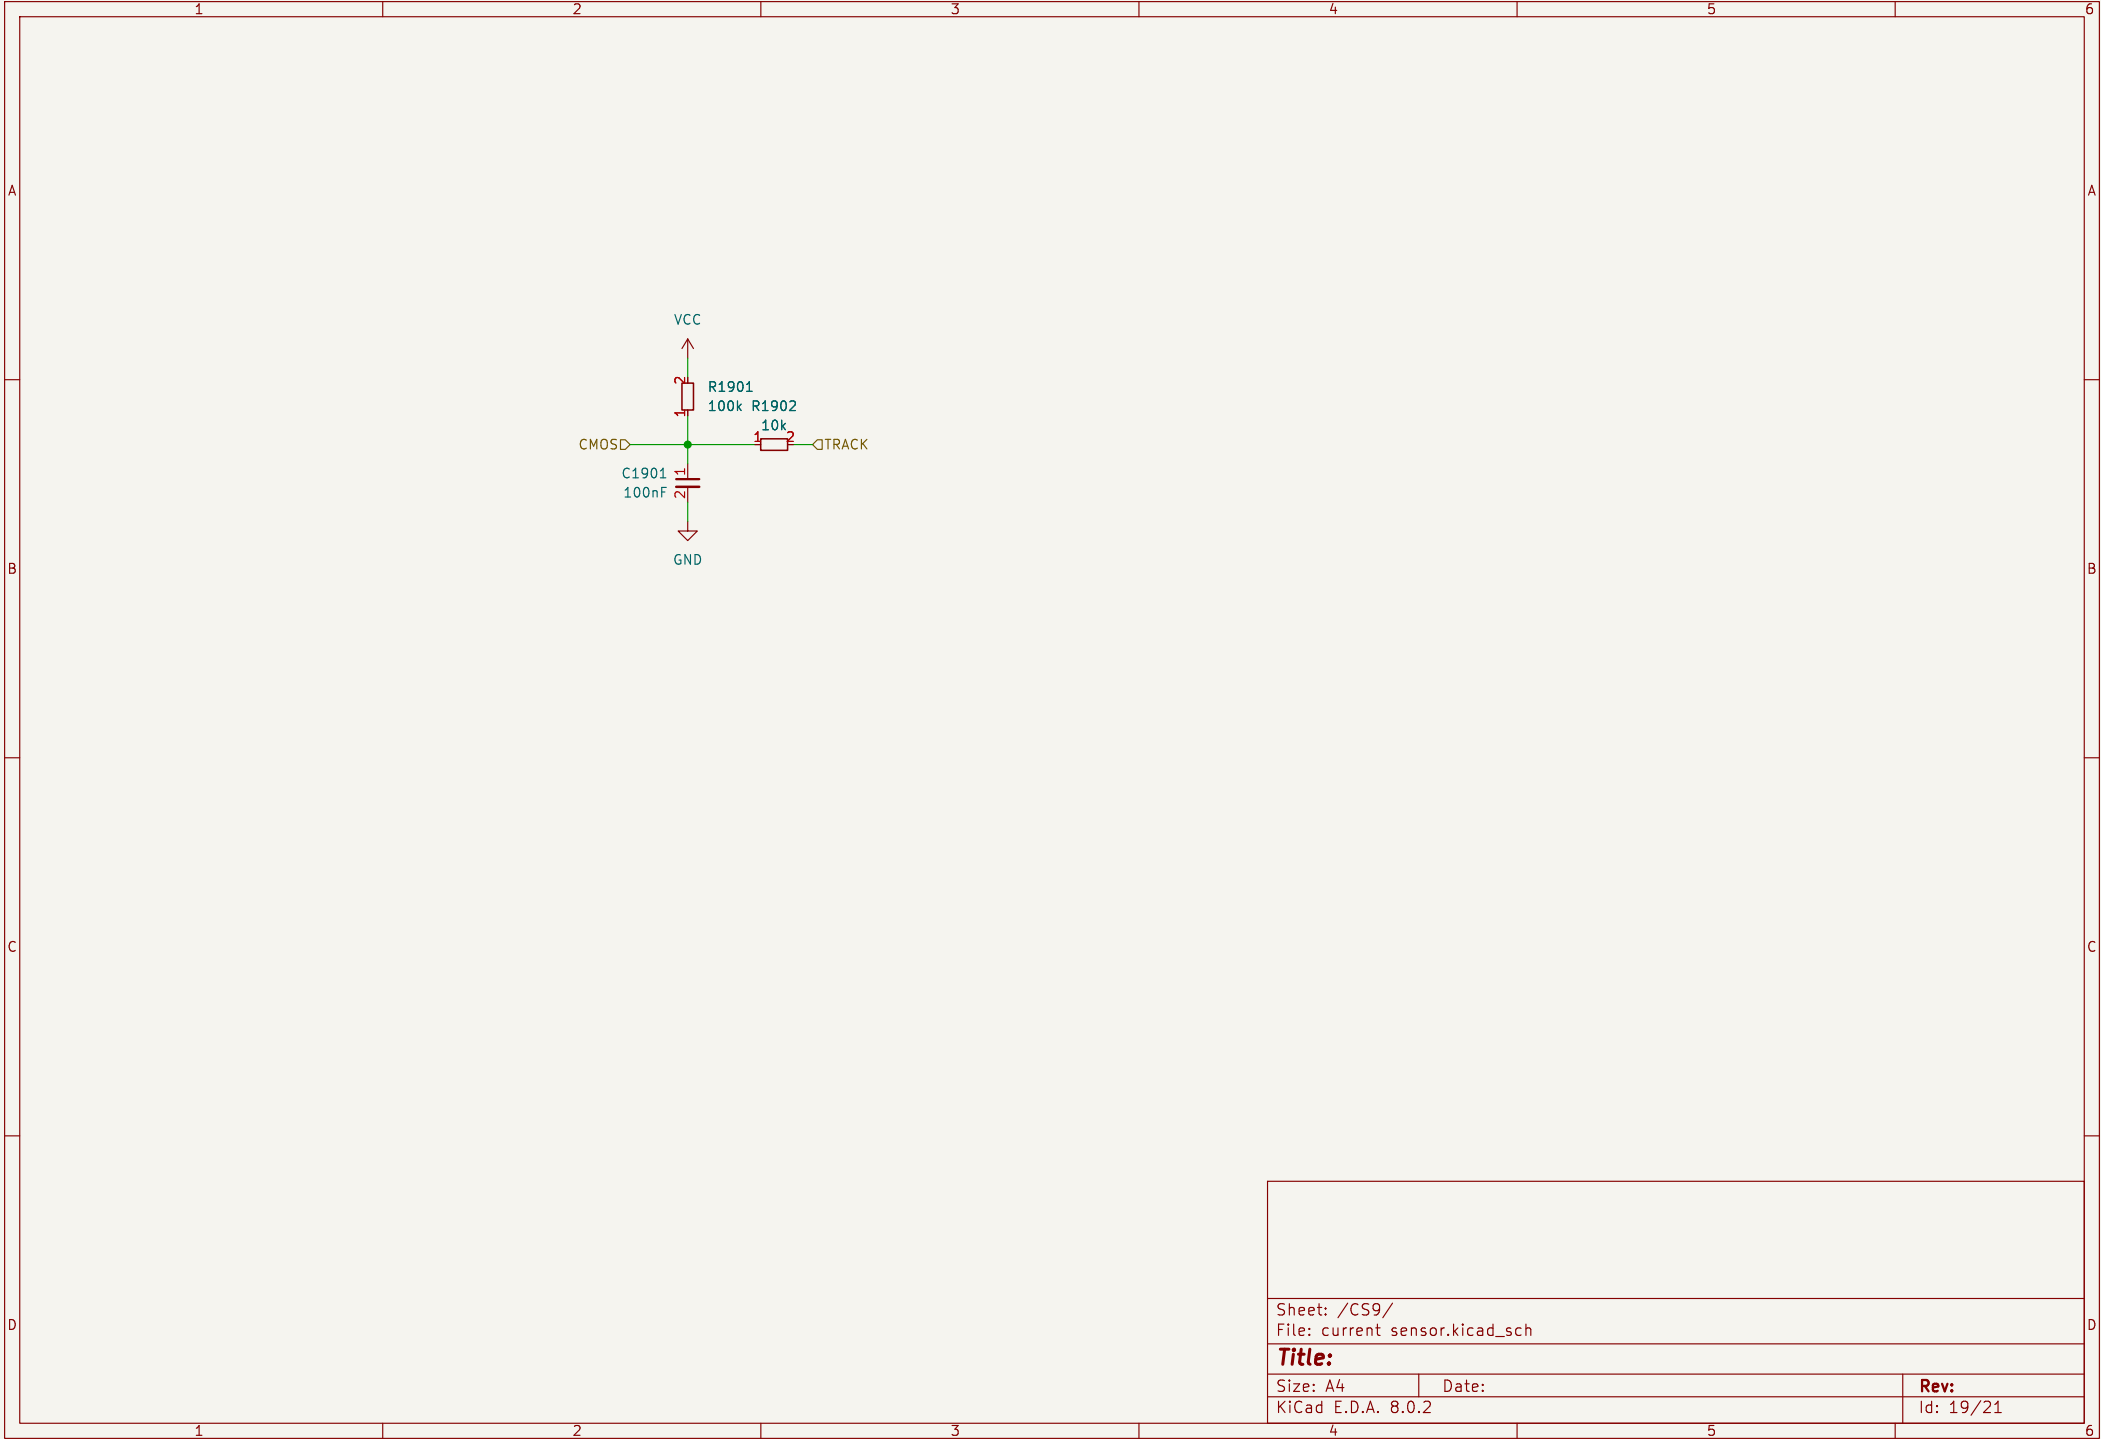 1 2 3 4 5 6
A A
VCC
2
R1901
100k R1902
1
10k
1 2
CMOS TRACK
1
C1901
100nF
2
GND
B B
C C
Sheet: /CS9/
File: current sensor.kicad_sch
D D
Title:
Size: A4 Date: Rev:
KiCad E.D.A. 8.0.2 Id: 19/21
1 2 3 4 5 6